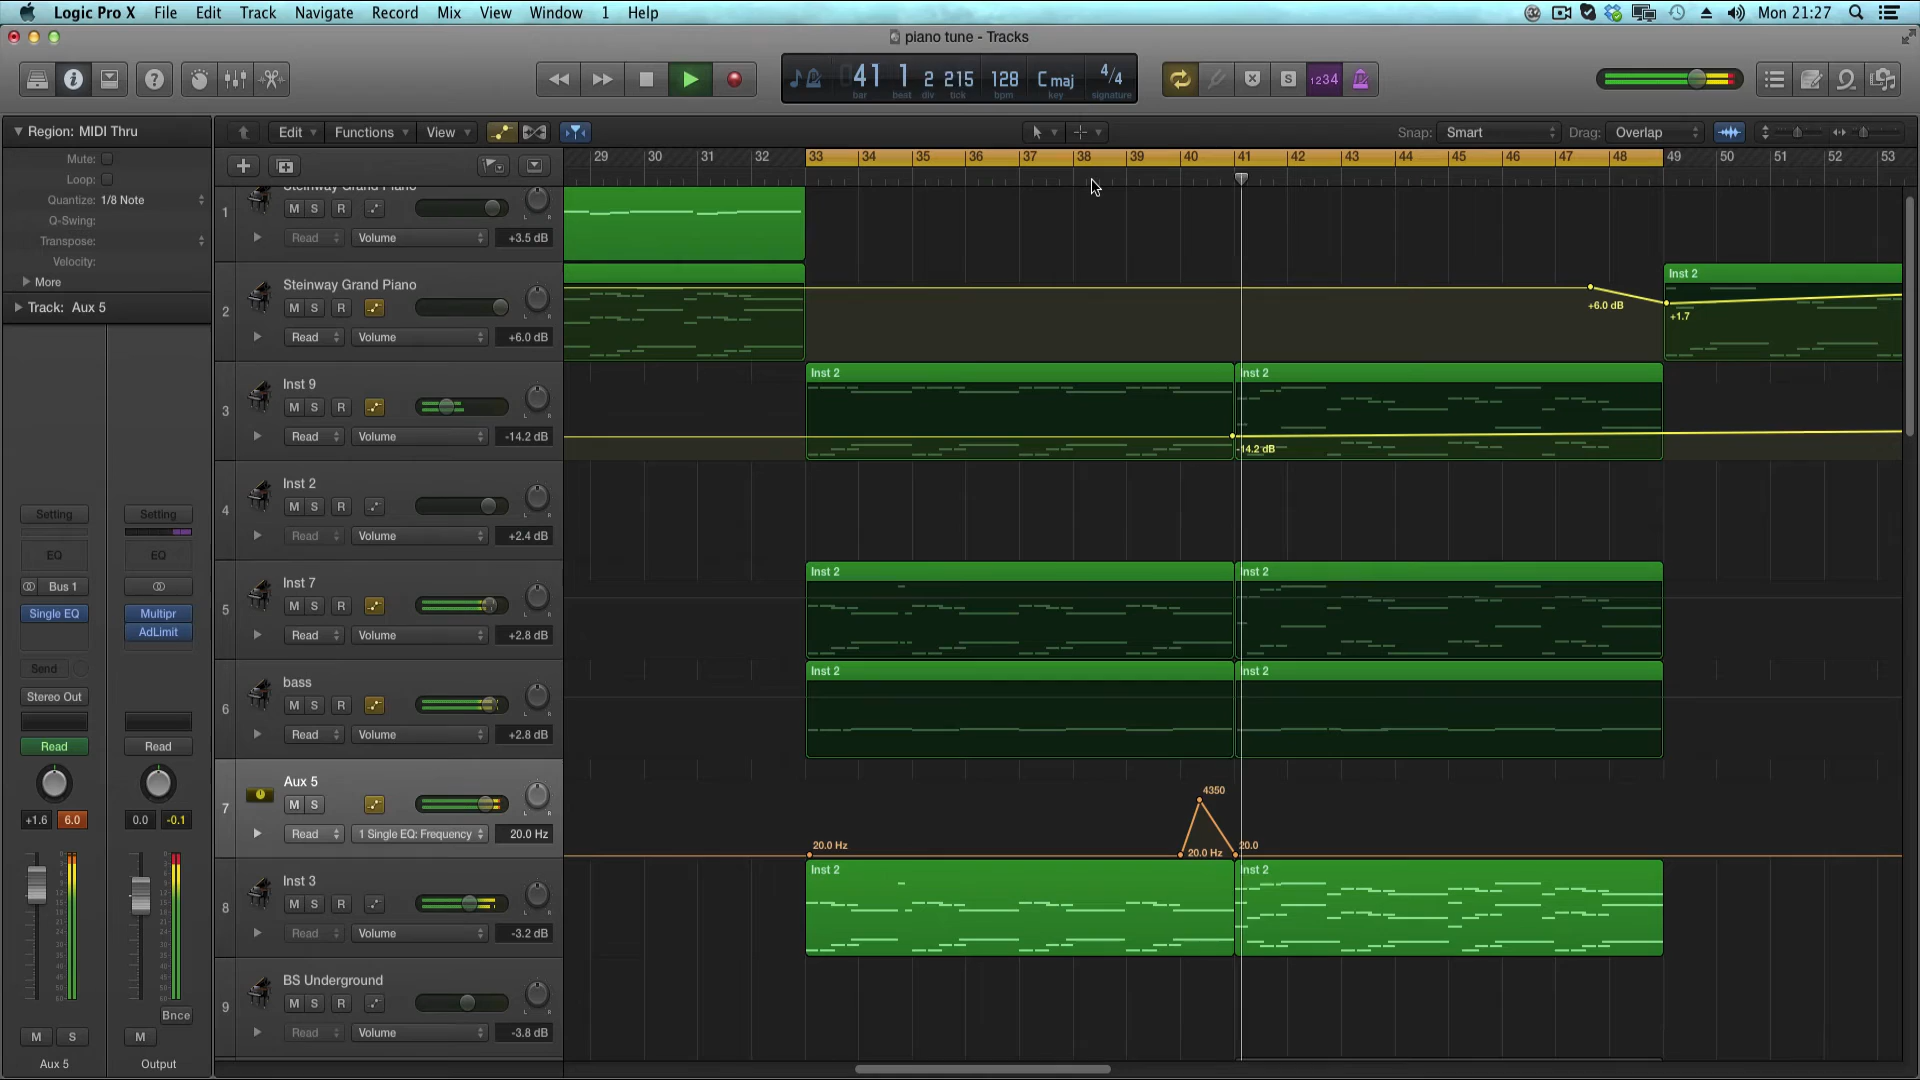 Logic Pro X File Edit Track Navigate Record Mix View Window 1 Help Mon 21:27
piano tune - Tracks
41 1 2 215 128 C maj 4/4
bar beat div tick bpm key signature
S 1234
Region: MIDI Thru Edit Functions View Snap: Smart Drag: Overlap
Mute:
Loop:
Quantize: 1/8 Note
Q-Swing:
Transpose:
Velocity:
More
Track: Aux 5
29 30 31 32 33 34 35 36 37 38 39 40 41 42 43 44 45 46 47 48 49 50 51 52 53
Steinway Grand Piano
1 M S R
Read Volume +3.5 dB
Steinway Grand Piano
2 M S R
Read Volume +6.0 dB
Inst 2
+6.0 dB
+1.7
Inst 9
3 M S R
Read Volume -14.2 dB
Inst 2 Inst 2
-14.2 dB
Inst 2
4 M S R
Read Volume +2.4 dB
Inst 7
5 M S R
Read Volume +2.8 dB
Inst 2 Inst 2
bass
6 M S R
Read Volume +2.8 dB
Inst 2 Inst 2
Aux 5
7 M S
Read 1 Single EQ: Frequency 20.0 Hz
4350
20.0 Hz 20.0 Hz 20.0
Inst 3
8 M S R
Read Volume -3.2 dB
Inst 2 Inst 2
BS Underground
9 M S R
Read Volume -3.8 dB
Setting Setting
EQ EQ
Bus 1
Single EQ Multipr
AdLimit
Send
Stereo Out
Read Read
+1.6 6.0 0.0 -0.1
Bnce
M S M
Aux 5 Output